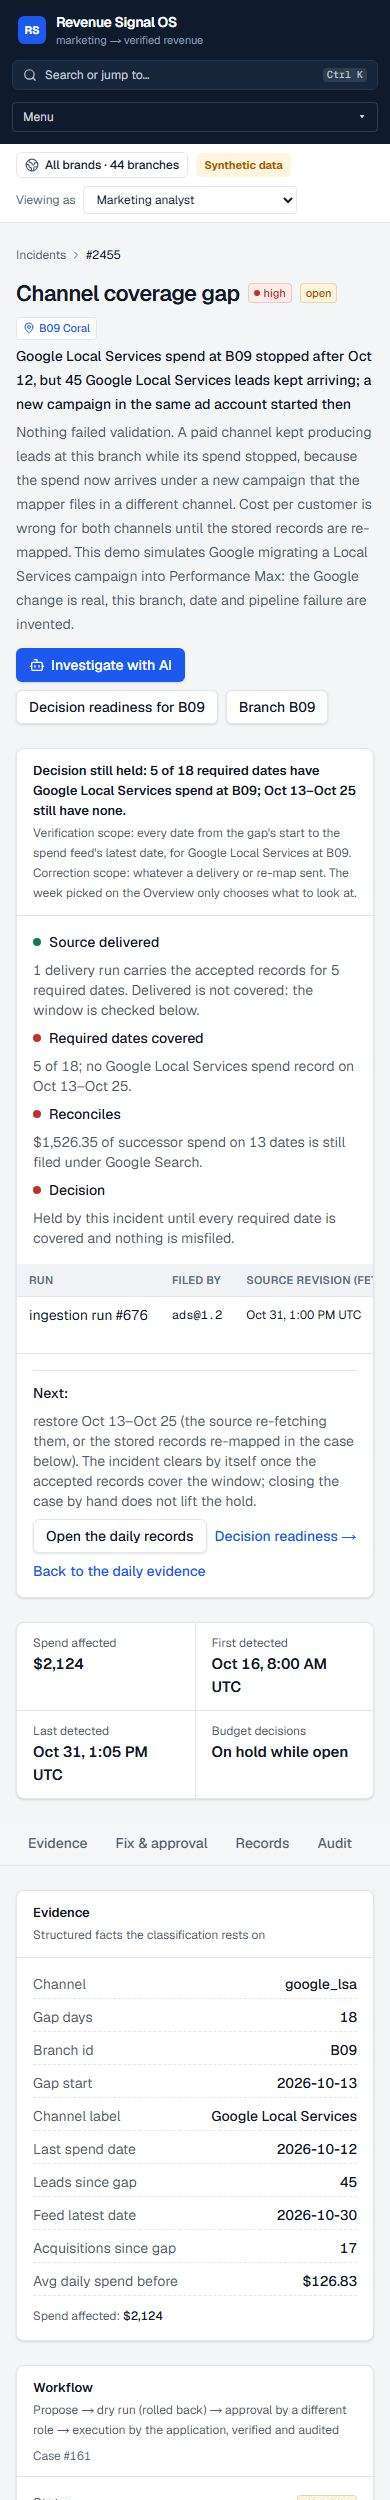 RS
Revenue Signal OS
marketing → verified revenue
Search or jump to...
Ctrl K
Menu
All brands · 44 branches
Synthetic data
Viewing as
Marketing analyst
Incidents > #2455
Channel coverage gap
high
open
B09 Coral
Google Local Services spend at B09 stopped after Oct
12, but 45 Google Local Services leads kept arriving; a
new campaign in the same ad account started then
Nothing failed validation. A paid channel kept producing
leads at this branch while its spend stopped, because
the spend now arrives under a new campaign that the
mapper files in a different channel. Cost per customer is
wrong for both channels until the stored records are re-
mapped. This demo simulates Google migrating a Local
Services campaign into Performance Max: the Google
change is real, this branch, date and pipeline failure are
invented.
Investigate with AI
Decision readiness for B09
Branch B09
Decision still held: 5 of 18 required dates have
Google Local Services spend at B09; Oct 13–Oct 25
still have none.
Verification scope: every date from the gap's start to the
spend feed's latest date, for Google Local Services at B09.
Correction scope: whatever a delivery or re-map sent. The
week picked on the Overview only chooses what to look at.
Source delivered
1 delivery run carries the accepted records for 5
required dates. Delivered is not covered: the
window is checked below.
Required dates covered
5 of 18; no Google Local Services spend record on
Oct 13–Oct 25.
Reconciles
$1,526.35 of successor spend on 13 dates is still
filed under Google Search.
Decision
Held by this incident until every required date is
covered and nothing is misfiled.
RUN
FILED BY
SOURCE REVISION (FET
ingestion run #676
ads@1.2
Oct 31, 1:00 PM UTC
Next:
restore Oct 13–Oct 25 (the source re-fetching
them, or the stored records re-mapped in the case
below). The incident clears by itself once the
accepted records cover the window; closing the
case by hand does not lift the hold.
Open the daily records
Decision readiness →
Back to the daily evidence
Spend affected
$2,124
First detected
Oct 16, 8:00 AM
UTC
Last detected
Oct 31, 1:05 PM
UTC
Budget decisions
On hold while open
Evidence
Fix & approval
Records
Audit
Evidence
Structured facts the classification rests on
Channel
google_lsa
Gap days
18
Branch id
B09
Gap start
2026-10-13
Channel label
Google Local Services
Last spend date
2026-10-12
Leads since gap
45
Feed latest date
2026-10-30
Acquisitions since gap
17
Avg daily spend before
$126.83
Spend affected: $2,124
Workflow
Propose → dry run (rolled back) → approval by a different
role → execution by the application, verified and audited
Case #161